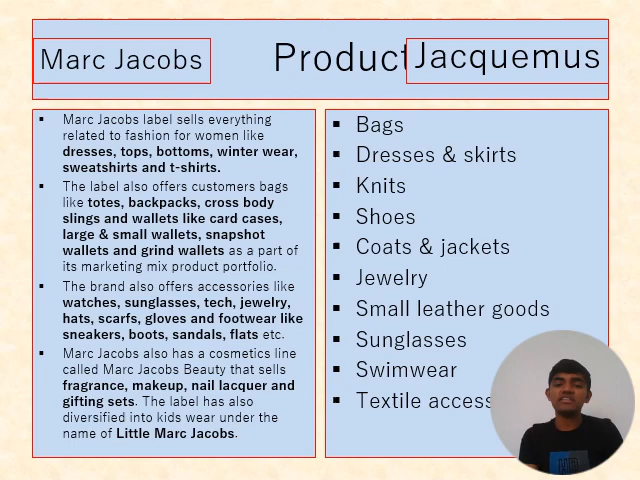 Marc Jacobs
Product
Jacquemus
▪ Marc Jacobs label sells everything
related to fashion for women like
dresses, tops, bottoms, winter wear,
sweatshirts and t-shirts.
▪ The label also offers customers bags
like totes, backpacks, cross body
slings and wallets like card cases,
large & small wallets, snapshot
wallets and grind wallets as a part of
its marketing mix product portfolio.
▪ The brand also offers accessories like
watches, sunglasses, tech, jewelry,
hats, scarfs, gloves and footwear like
sneakers, boots, sandals, flats etc.
▪ Marc Jacobs also has a cosmetics line
called Marc Jacobs Beauty that sells
fragrance, makeup, nail lacquer and
gifting sets. The label has also
diversified into kids wear under the
name of Little Marc Jacobs.
▪ Bags
▪ Dresses & skirts
▪ Knits
▪ Shoes
▪ Coats & jackets
▪ Jewelry
▪ Small leather goods
▪ Sunglasses
▪ Swimwear
▪ Textile access